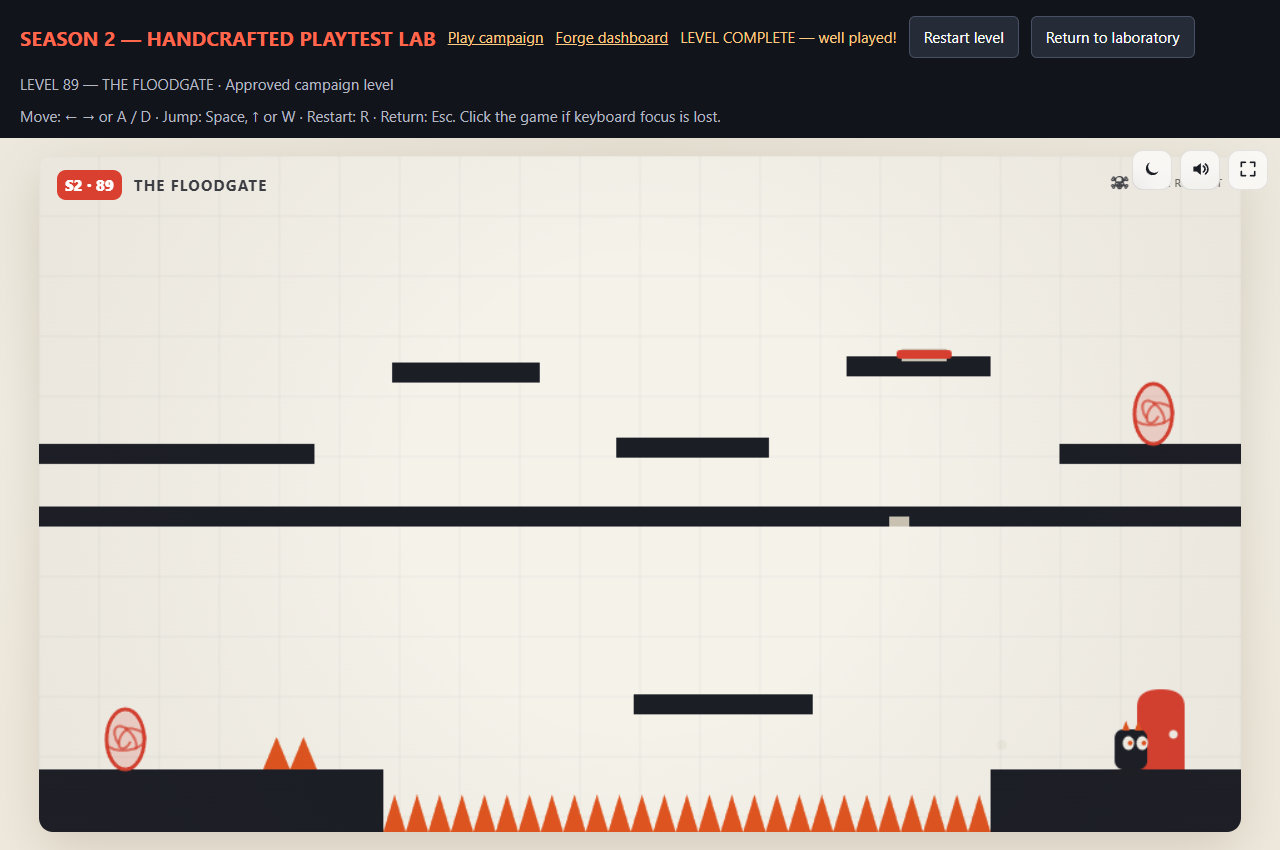 SEASON 2 — HANDCRAFTED PLAYTEST LAB Play campaign Forge dashboard LEVEL COMPLETE — well played! Restart level Return to laboratory
LEVEL 89 — THE FLOODGATE · Approved campaign level
Move: ← → or A / D · Jump: Space, ↑ or W · Restart: R · Return: Esc. Click the game if keyboard focus is lost.
S2 · 89 THE FLOODGATE